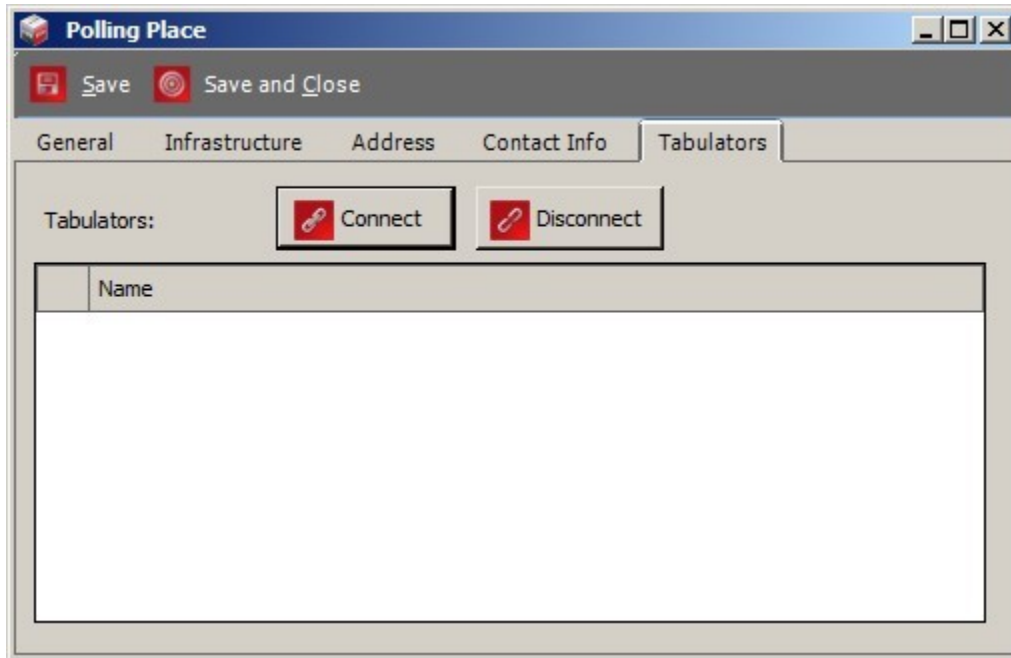 Polling Place
Save Save and Close
General Infrastructure Address Contact Info Tabulators
Tabulators: Connect Disconnect
Name